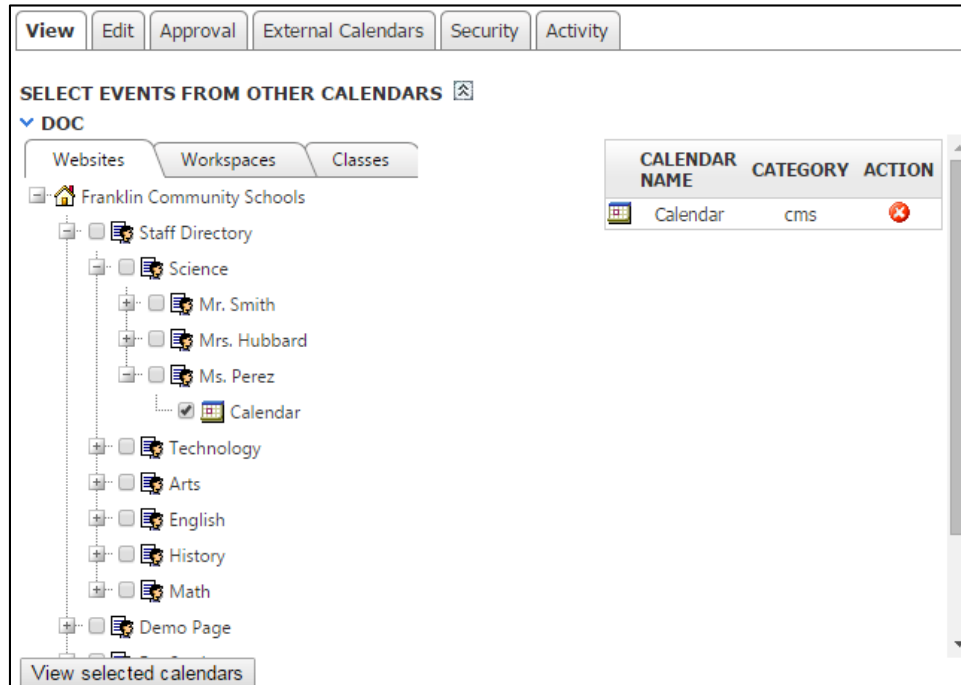 View Edit Approval External Calendars Security Activity
SELECT EVENTS FROM OTHER CALENDARS
DOC
Websites Workspaces Classes
CALENDAR NAME CATEGORY ACTION
Calendar cms
Franklin Community Schools
Staff Directory
Science
Mr. Smith
Mrs. Hubbard
Ms. Perez
Calendar
Technology
Arts
English
History
Math
Demo Page
View selected calendars